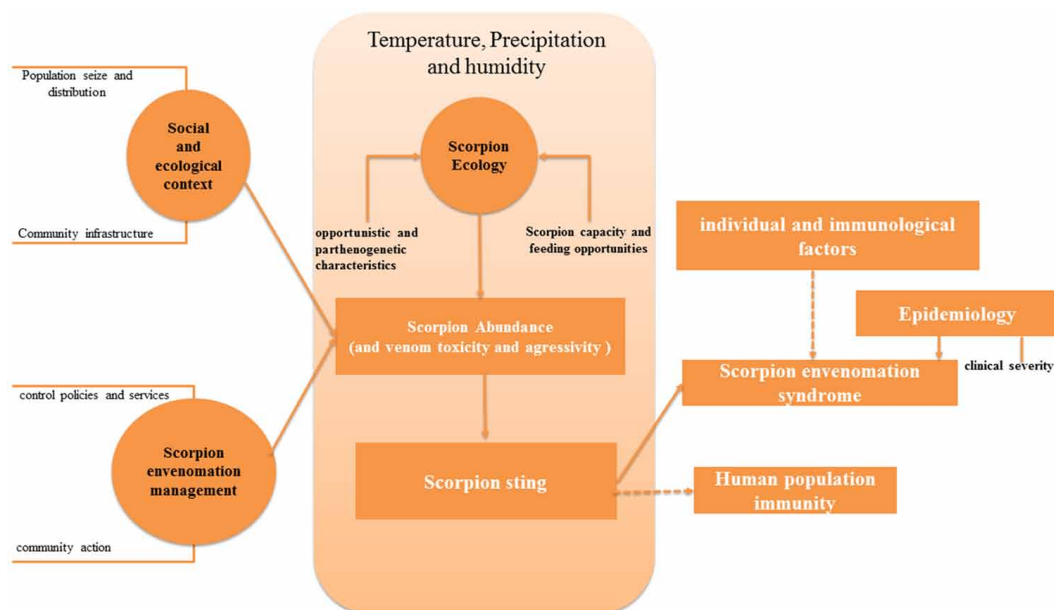 Temperature, Precipitation
and humidity
Population seize and
distribution
Social
and
ecological
context
Community infrastructure
Scorpion
Ecology
opportunistic and
parthenogenetic
characteristics
Scorpion capacity and
feeding opportunities
individual and immunological
factors
Epidemiology
clinical severity
Scorpion Abundance
(and venom toxicity and agressivity )
Scorpion envenomation
syndrome
control policies and services
Scorpion
envenomation
management
community action
Scorpion sting
Human population
immunity